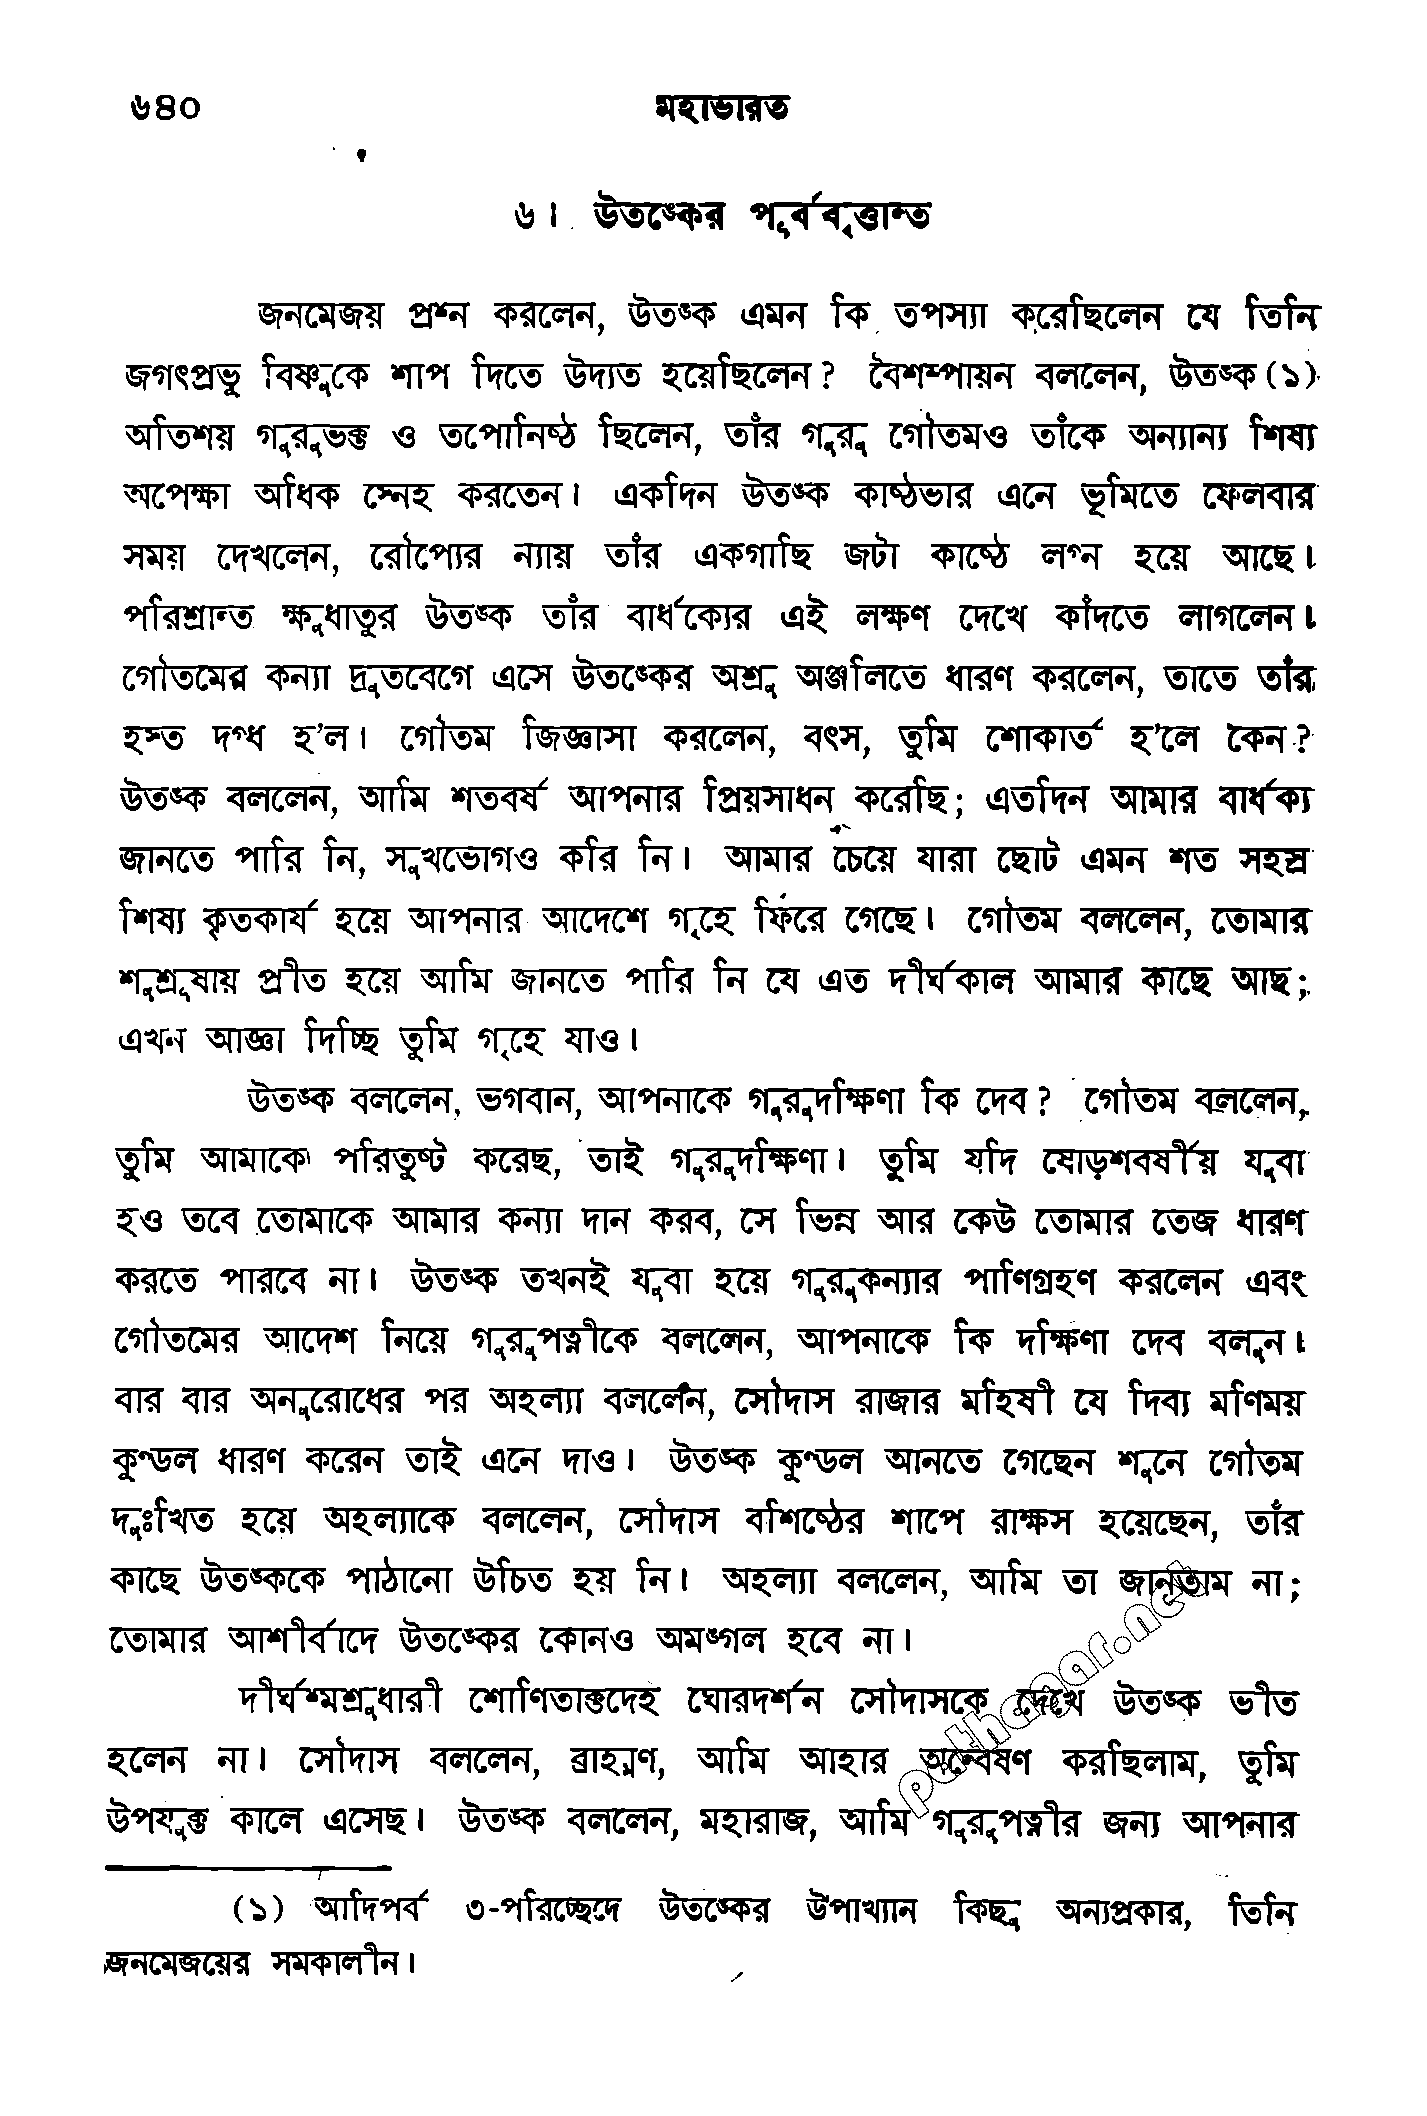 ৬৪০
মহাভারত
৬। উতঙ্কের পূর্ববৃত্তান্ত
জনমেজয় প্রশ্ন করলেন, উতঙ্ক এমন কি তপস্যা করেছিলেন যে তিনি
জগৎপ্রভু বিষ্ণুকে শাপ দিতে উদ্যত হয়েছিলেন? বৈশম্পায়ন বললেন, উতঙ্ক (১)
অতিশয় গুরুভক্ত ও তপোনিষ্ঠ ছিলেন, তাঁর গুরু গৌতমও তাঁকে অন্যান্য শিষ্য
অপেক্ষা অধিক স্নেহ করতেন। একদিন উতঙ্ক কাষ্ঠভার এনে ভূমিতে ফেলবার
সময় দেখলেন, রৌপ্যের ন্যায় তাঁর একগাছি জটা কাষ্ঠে লগ্ন হয়ে আছে।
পরিশ্রান্ত ক্ষুধাতুর উতঙ্ক তাঁর বার্ধক্যের এই লক্ষণ দেখে কাঁদতে লাগলেন।
গৌতমের কন্যা দ্রুতবেগে এসে উতঙ্কের অশ্রু অঞ্জলিতে ধারণ করলেন, তাতে তাঁর
হস্ত দগ্ধ হ'ল। গৌতম জিজ্ঞাসা করলেন, বৎস, তুমি শোকার্ত হ'লে কেন?
উতঙ্ক বললেন, আমি শতবর্ষ আপনার প্রিয়সাধন করেছি; এতদিন আমার বার্ধক্য
জানতে পারি নি, সুখভোগও করি নি। আমার চেয়ে যারা ছোট এমন শত সহস্র
শিষ্য কৃতকার্য হয়ে আপনার আদেশে গৃহে ফিরে গেছে। গৌতম বললেন, তোমার
শুশ্রূষায় প্রীত হয়ে আমি জানতে পারি নি যে এত দীর্ঘকাল আমার কাছে আছ;
এখন আজ্ঞা দিচ্ছি তুমি গৃহে যাও।
উতঙ্ক বললেন, ভগবান, আপনাকে গুরুদক্ষিণা কি দেব? গৌতম বললেন,
তুমি আমাকে পরিতুষ্ট করেছ, তাই গুরুদক্ষিণা। তুমি যদি ষোড়শবর্ষীয় যুবা
হও তবে তোমাকে আমার কন্যা দান করব, সে ভিন্ন আর কেউ তোমার তেজ ধারণ
করতে পারবে না। উতঙ্ক তখনই যুবা হয়ে গুরুকন্যার পাণিগ্রহণ করলেন এবং
গৌতমের আদেশ নিয়ে গুরুপত্নীকে বললেন, আপনাকে কি দক্ষিণা দেব বলুন।
বার বার অনুরোধের পর অহল্যা বললেন, সৌদাস রাজার মহিষী যে দিব্য মণিময়
কুণ্ডল ধারণ করেন তাই এনে দাও। উতঙ্ক কুণ্ডল আনতে গেছেন শুনে গৌতম
দুঃখিত হয়ে অহল্যাকে বললেন, সৌদাস বশিষ্ঠের শাপে রাক্ষস হয়েছেন, তাঁর
কাছে উতঙ্ককে পাঠানো উচিত হয় নি। অহল্যা বললেন, আমি তা জানতাম না;
তোমার আশীর্বাদে উতঙ্কের কোনও অমঙ্গল হবে না।
দীর্ঘশ্মশ্রুধারী শোণিতাক্তদেহ ঘোরদর্শন সৌদাসকে দেখে উতঙ্ক ভীত
হলেন না। সৌদাস বললেন, ব্রাহ্মণ, আমি আহার অন্বেষণ করছিলাম, তুমি
উপযুক্ত কালে এসেছ। উতঙ্ক বললেন, মহারাজ, আমি গুরুপত্নীর জন্য আপনার
(১) আদিপর্ব ৩-পরিচ্ছেদে উতঙ্কের উপাখ্যান কিছু অন্যপ্রকার, তিনি
জনমেজয়ের সমকালীন।
pathagar.net